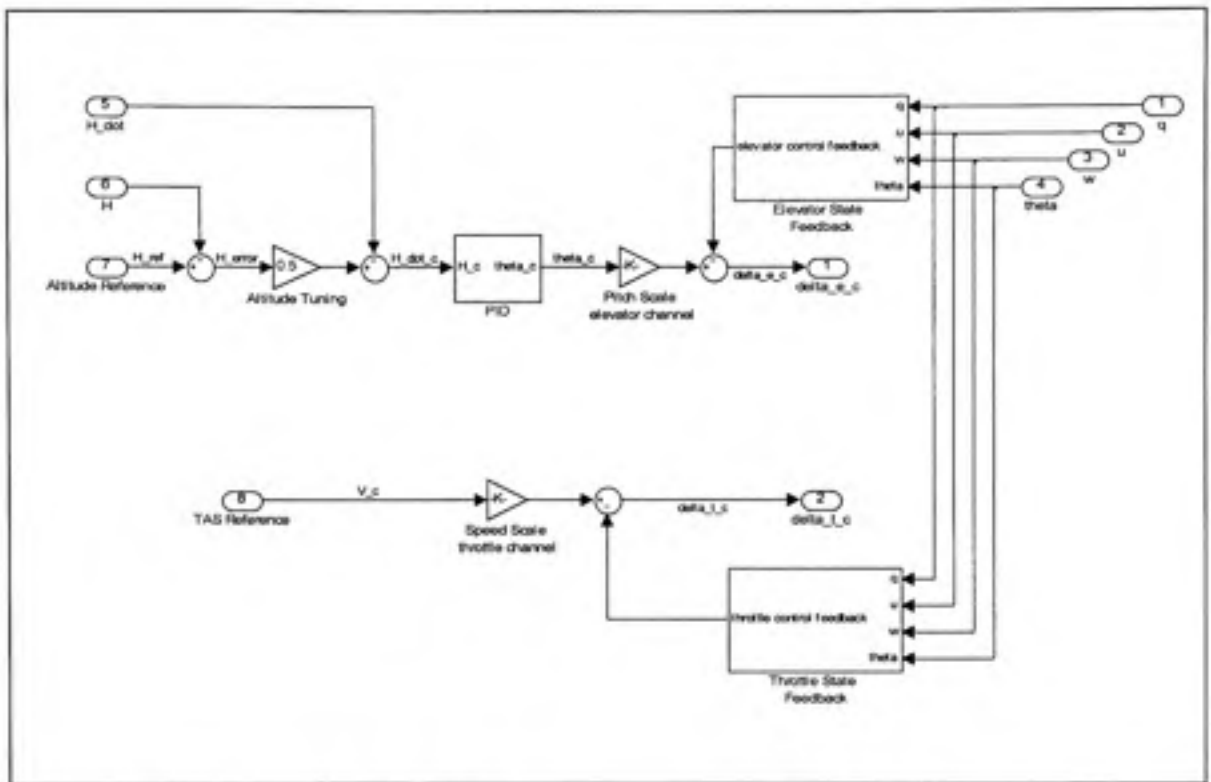 5
H_dot
6
H
7
H_ref
Altitude Reference
H_error
0.5
Altitude Tuning
H_dot_c
H_c
theta_c
PID
theta_c
-K-
Pitch Scale
elevator channel
delta_e_c
1
delta_e_c
q
u
w
theta
elevator control feedback
Elevator State
Feedback
1
q
2
u
3
w
4
theta
8
TAS Reference
V_c
-K-
Speed Scale
throttle channel
delta_t_c
2
delta_t_c
q
u
w
theta
throttle control feedback
Throttle State
Feedback